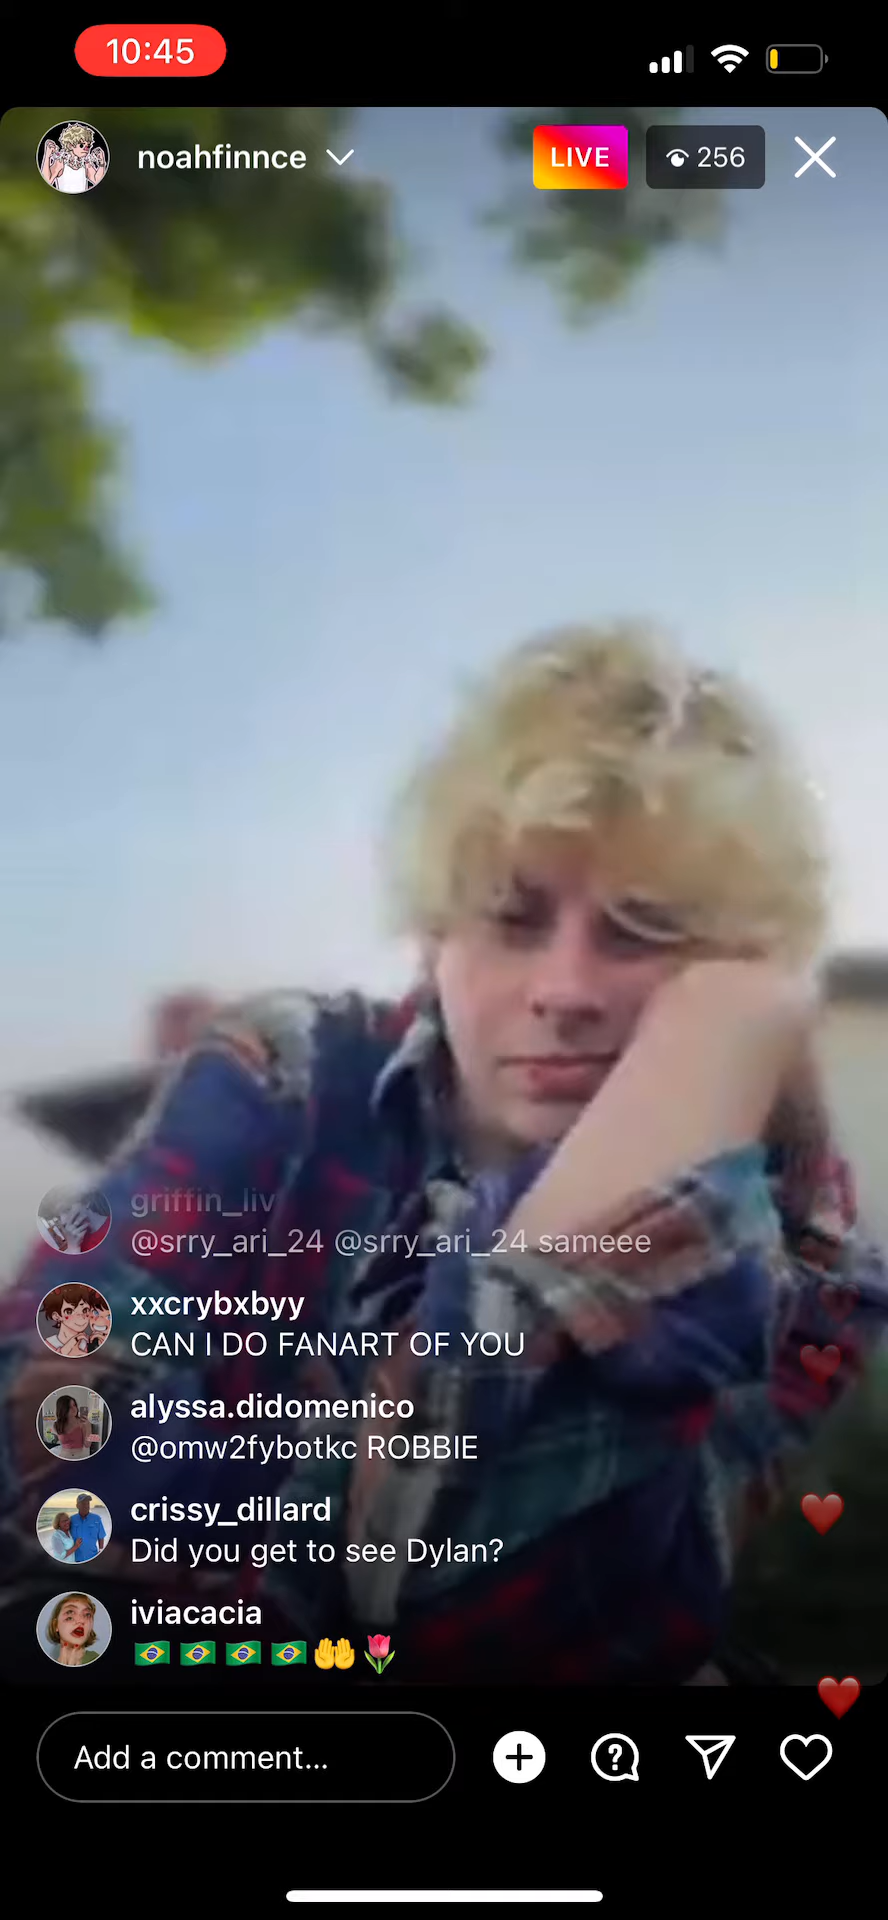 10:45
noahfinnce
LIVE
256
griffin_liv
@srry_ari_24 @srry_ari_24 sameee
xxcrybxbyy
CAN I DO FANART OF YOU
alyssa.didomenico
@omw2fybotkc ROBBIE
crissy_dillard
Did you get to see Dylan?
iviacacia
🇧🇷🇧🇷🇧🇷🇧🇷🤲🌷
Add a comment...